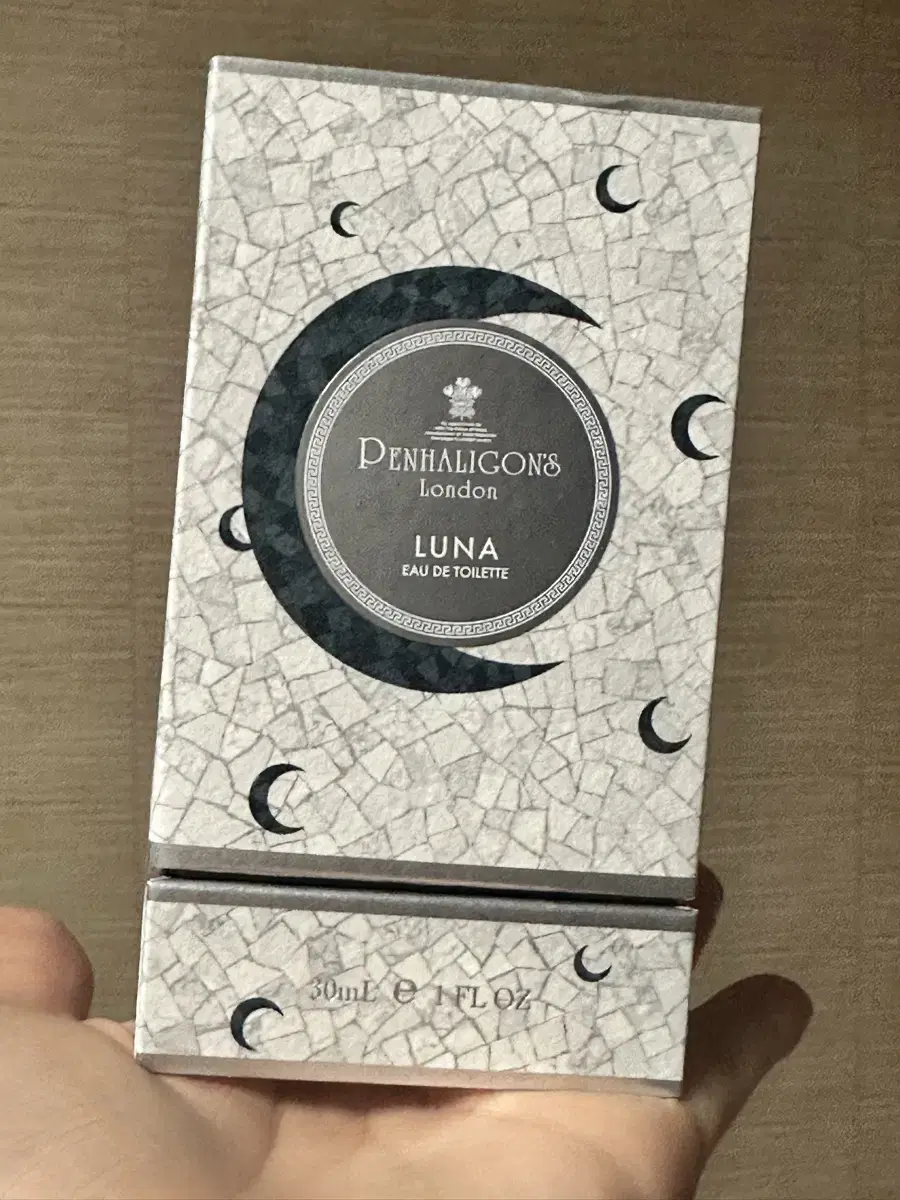 PENHALIGON'S
London
LUNA
EAU DE TOILETTE
30mL e 1 FL OZ